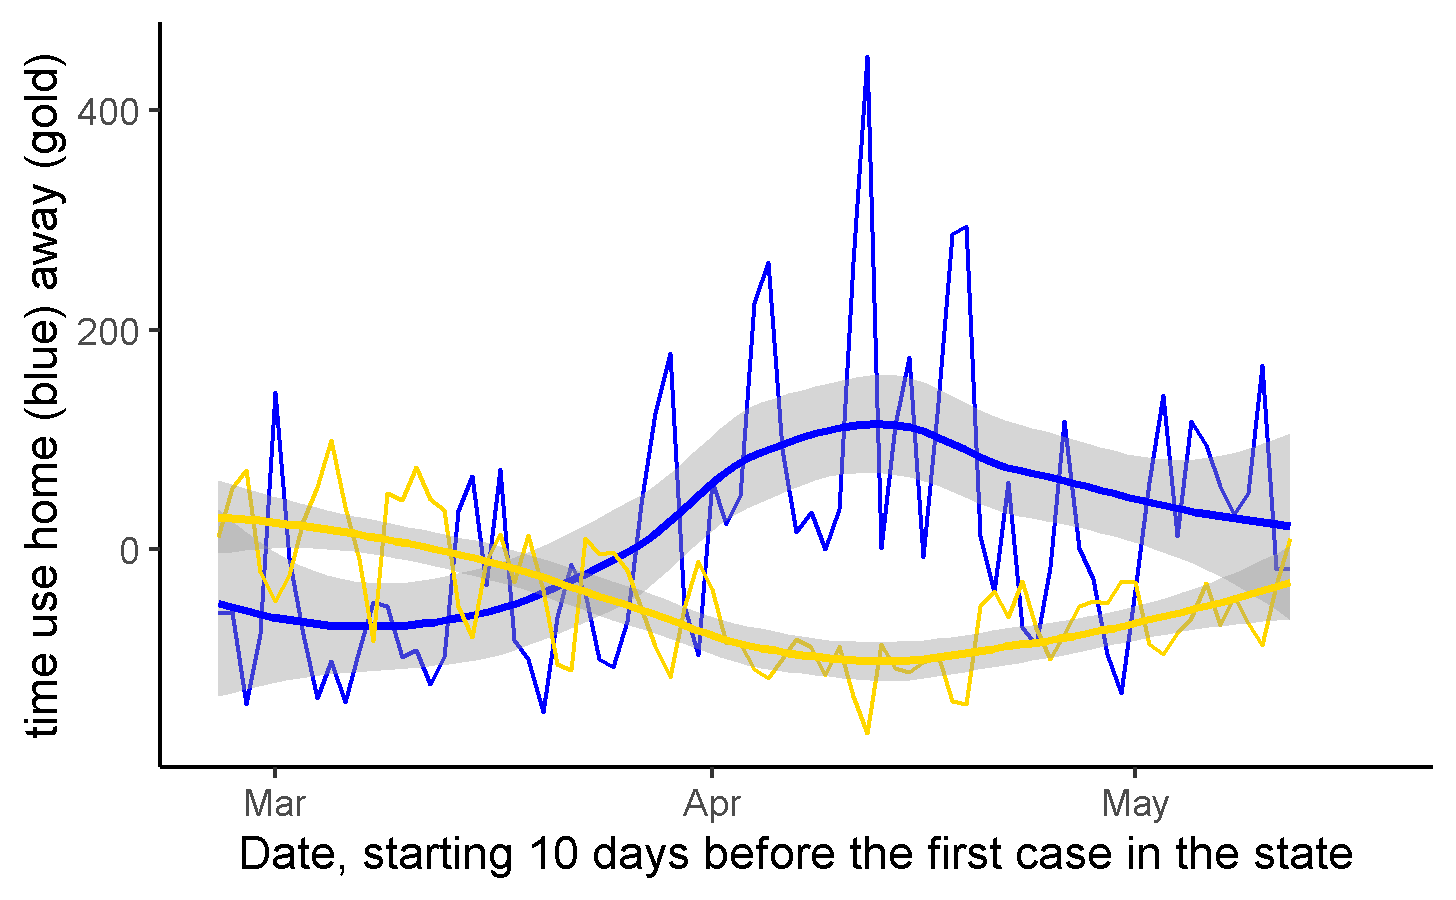 time use home (blue) away (gold)
400
200
0
Mar Apr May
Date, starting 10 days before the first case in the state